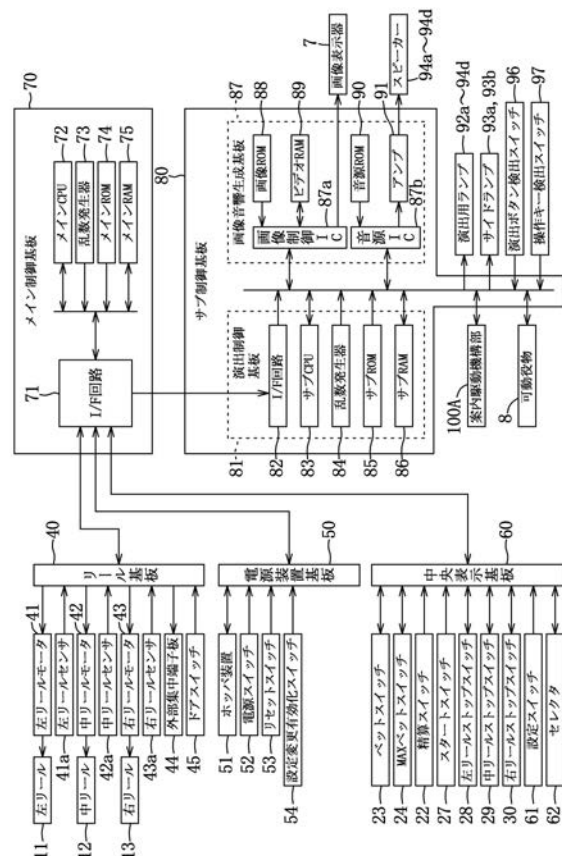 11
左リール
左リールモータ
41
左リールセンサ
41a
12
中リール
中リールモータ
42
中リールセンサ
42a
13
右リール
右リールモータ
43
右リールセンサ
43a
外部集中端子板
44
ドアスイッチ
45
リール基板
40
ホッパ装置
51
電源スイッチ
52
リセットスイッチ
53
設定変更有効化スイッチ
54
電源装置基板
50
23
ベットスイッチ
24
MAXベットスイッチ
22
精算スイッチ
27
スタートスイッチ
28
左リールストップスイッチ
29
中リールストップスイッチ
30
右リールストップスイッチ
61
設定スイッチ
62
セレクタ
中央表示基板
60
メイン制御基板
70
71
I/F回路
メインCPU
72
乱数発生器
73
メインROM
74
メインRAM
75
サブ制御基板
80
演出制御
基板
81
82
I/F回路
83
サブCPU
84
乱数発生器
85
サブROM
86
サブRAM
画像音響生成基板
87
画像ROM
88
ビデオRAM
89
画像制御IC
87a
音源ROM
90
アンプ
91
音源IC
87b
画像表示器
7
スピーカー
94a～94d
演出用ランプ
92a～94d
サイドランプ
93a, 93b
演出ボタン検出スイッチ
96
操作キー検出スイッチ
97
100A
案内駆動機構部
8
可動役物